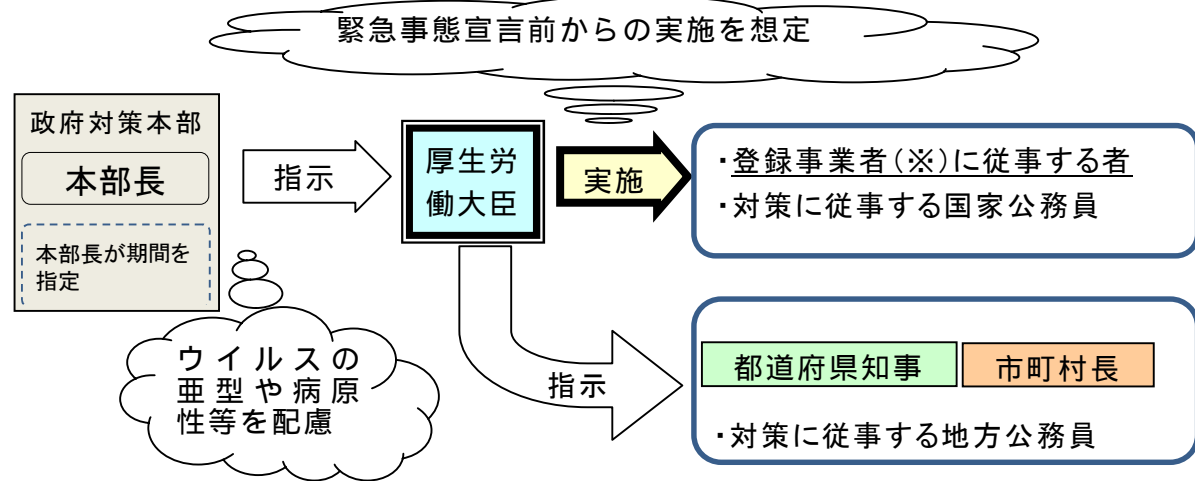 緊急事態宣言前からの実施を想定
政府対策本部
本部長
本部長が期間を
指定
指示
厚生労
働大臣
実施
・登録事業者(※)に従事する者
・対策に従事する国家公務員
ウイルスの
亜型や病原
性等を配慮
指示
都道府県知事
市町村長
・対策に従事する地方公務員